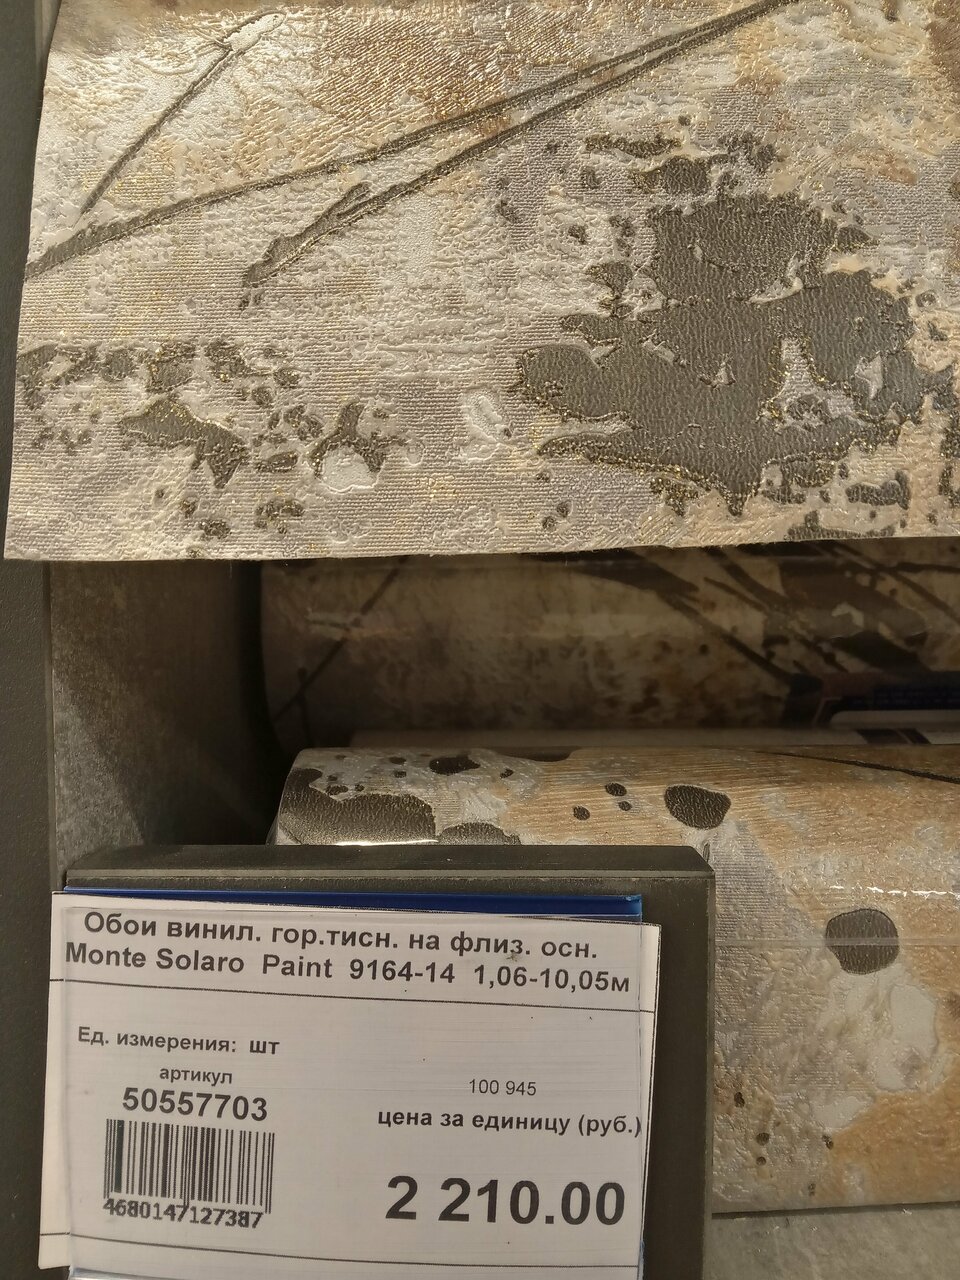 Обои винил. гор.тисн. на флиз. осн.
Monte Solaro Paint 9164-14 1,06-10,05м
Ед. измерения: шт
артикул
50557703
100 945
цена за единицу (руб.)
4680147127387
2 210.00